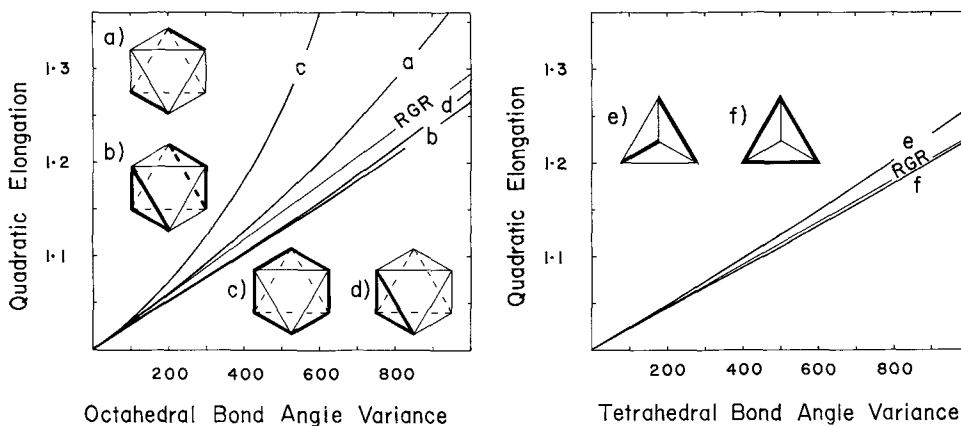 Quadratic Elongation
1·3
1·2
1·1
a)
b)
c)
d)
c
a
RGR
d
b
200
400
600
800
Octahedral Bond Angle Variance
Quadratic Elongation
1·3
1·2
1·1
e)
f)
e
RGR
f
200
400
600
800
Tetrahedral Bond Angle Variance